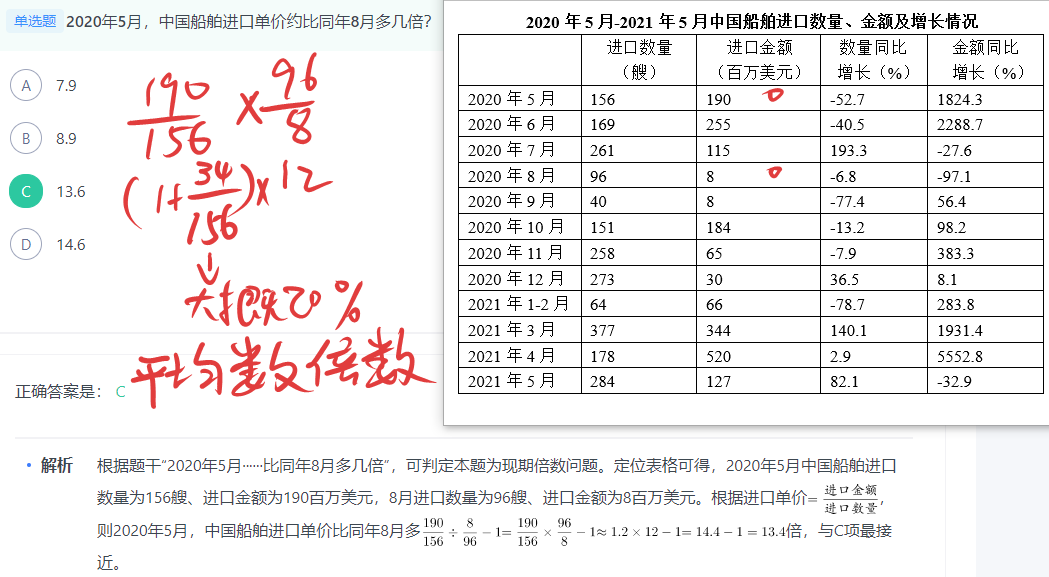 单选题 2020年5月，中国船舶进口单价约比同年8月多几倍？
A 7.9
B 8.9
C 13.6
D 14.6
190/156 × 96/8
(1+34/156)×12
↓
大概20%
平均数倍数
正确答案是： C
2020 年 5 月-2021 年 5 月中国船舶进口数量、金额及增长情况
进口数量（艘） 进口金额（百万美元） 数量同比增长（%） 金额同比增长（%）
2020 年 5 月 156 190 -52.7 1824.3
2020 年 6 月 169 255 -40.5 2288.7
2020 年 7 月 261 115 193.3 -27.6
2020 年 8 月 96 8 -6.8 -97.1
2020 年 9 月 40 8 -77.4 56.4
2020 年 10 月 151 184 -13.2 98.2
2020 年 11 月 258 65 -7.9 383.3
2020 年 12 月 273 30 36.5 8.1
2021 年 1-2 月 64 66 -78.7 283.8
2021 年 3 月 377 344 140.1 1931.4
2021 年 4 月 178 520 2.9 5552.8
2021 年 5 月 284 127 82.1 -32.9
• 解析 根据题干“2020年5月······比同年8月多几倍”，可判定本题为现期倍数问题。定位表格可得，2020年5月中国船舶进口
数量为156艘、进口金额为190百万美元，8月进口数量为96艘、进口金额为8百万美元。根据进口单价=进口金额/进口数量，
则2020年5月，中国船舶进口单价比同年8月多190/156÷8/96−1=190/156×96/8−1≈1.2×12−1=14.4−1=13.4倍，与C项最接
近。